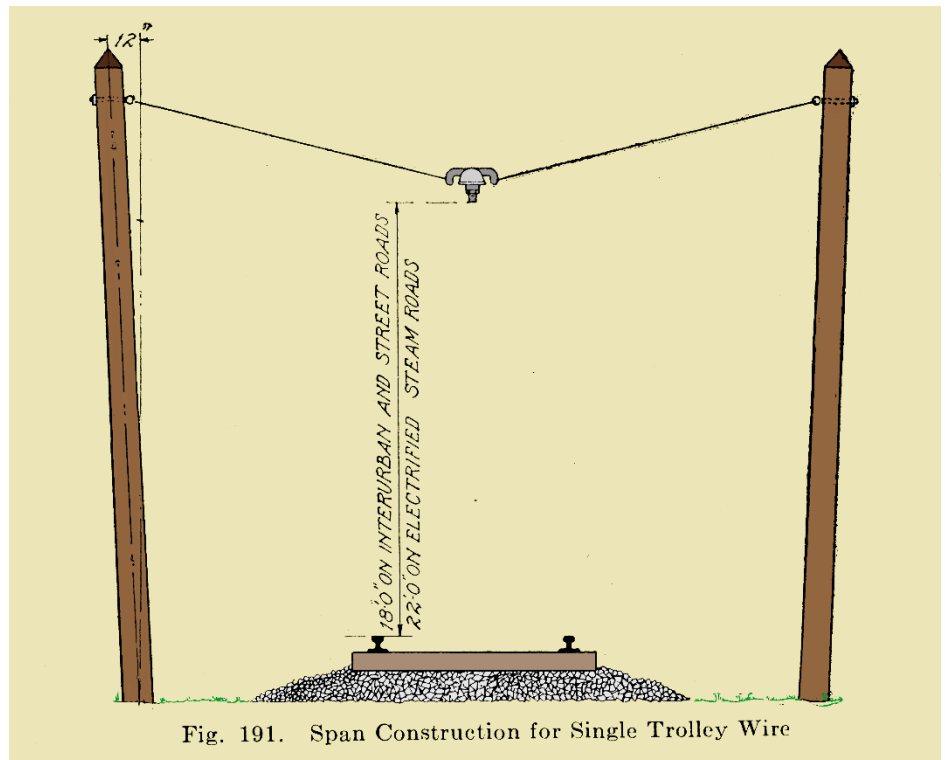 12"
18'-0" ON INTERURBAN AND STREET ROADS
22'-0" ON ELECTRIFIED STEAM ROADS
Fig. 191. Span Construction for Single Trolley Wire